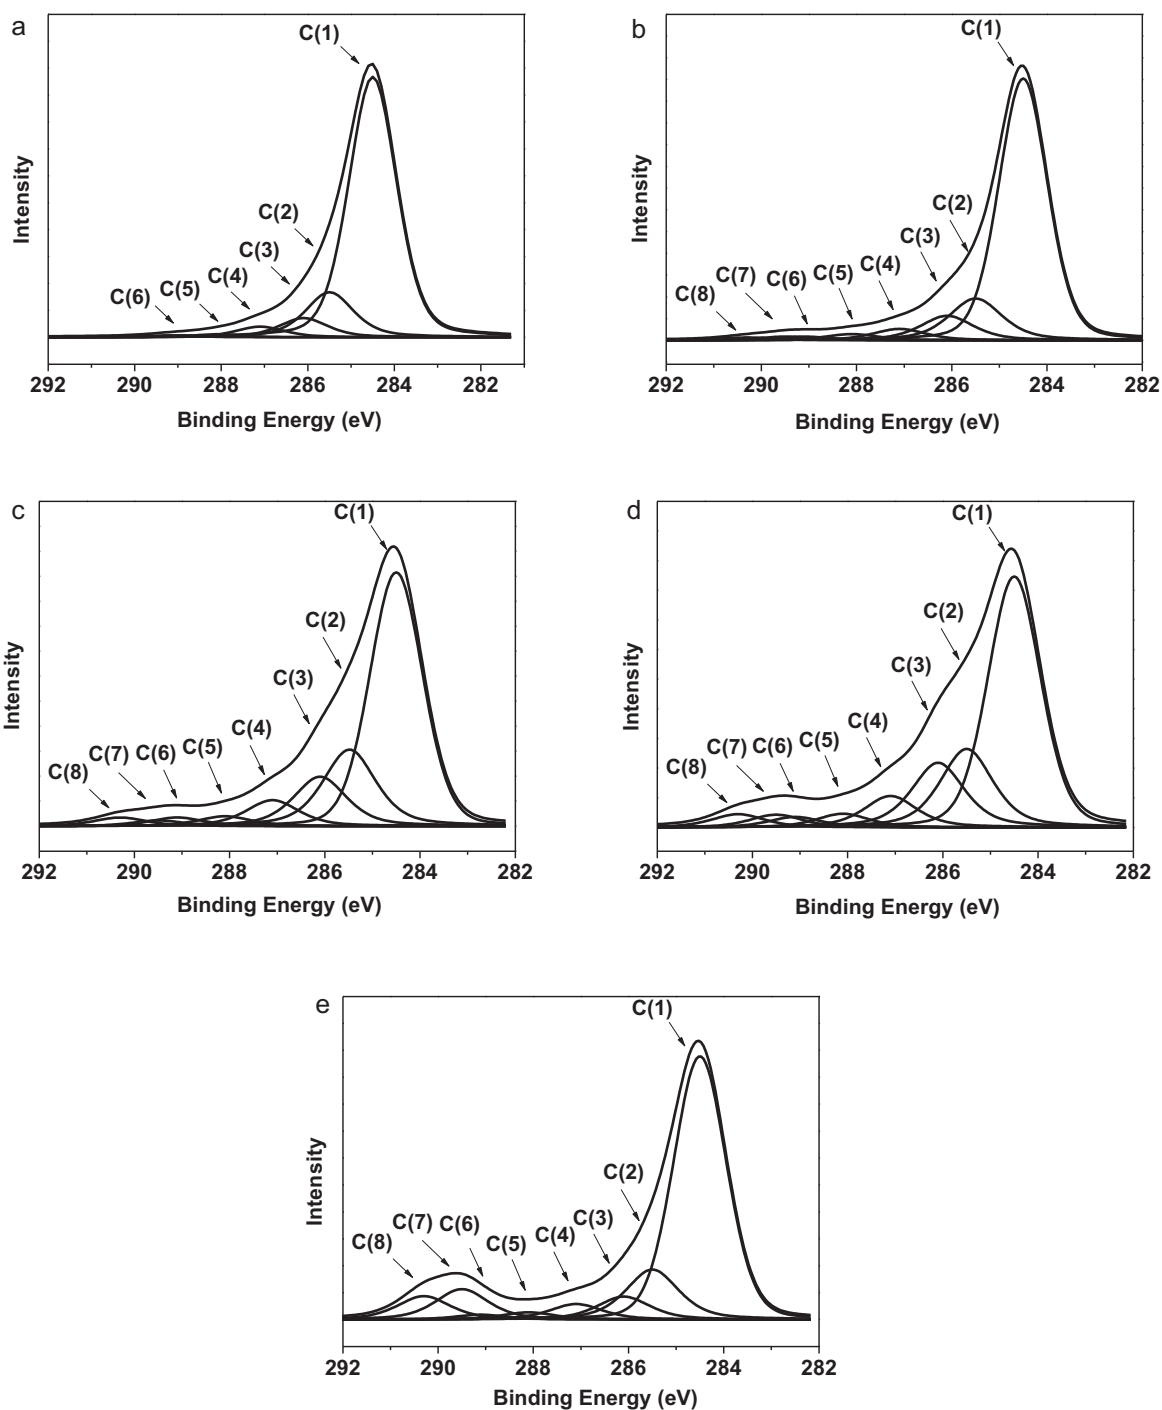 a
C(1)
C(2)
C(3)
C(4)
C(5)
C(6)
Intensity
292 290 288 286 284 282
Binding Energy (eV)
b
C(1)
C(2)
C(3)
C(4)
C(5)
C(6)
C(7)
C(8)
Intensity
292 290 288 286 284 282
Binding Energy (eV)
c
C(1)
C(2)
C(3)
C(4)
C(5)
C(6)
C(7)
C(8)
Intensity
292 290 288 286 284 282
Binding Energy (eV)
d
C(1)
C(2)
C(3)
C(4)
C(5)
C(6)
C(7)
C(8)
Intensity
292 290 288 286 284 282
Binding Energy (eV)
e
C(1)
C(2)
C(3)
C(4)
C(5)
C(6)
C(7)
C(8)
Intensity
292 290 288 286 284 282
Binding Energy (eV)